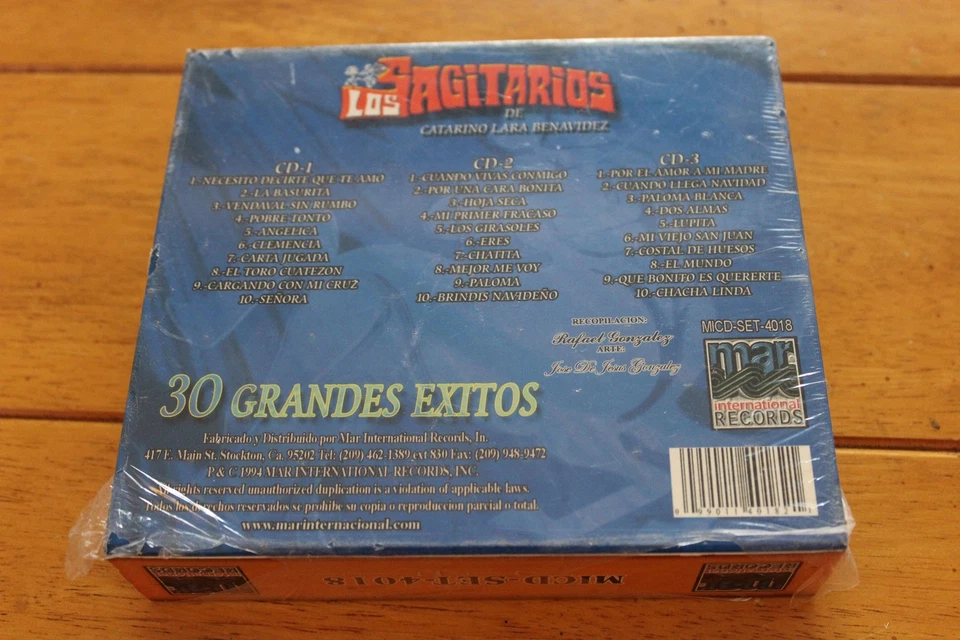 LOS SAGITARIOS
DE
CATARINO LARA BENAVIDEZ
CD-1
1.-NECESITO DECIRTE QUE TE AMO
2.-LA BASURITA
3.-VENDAVAL SIN RUMBO
4.-POBRE TONTO
5.-ANGELICA
6.-CLEMENCIA
7.-CARTA JUGADA
8.-EL TORO CUATEZON
9.-CARGANDO CON MI CRUZ
10.-SEÑORA
CD-2
1.-CUANDO VIVAS CONMIGO
2.-POR UNA CARA BONITA
3.-HOJA SECA
4.-MI PRIMER FRACASO
5.-LOS GIRASOLES
6.-ERES
7.-CHATITA
8.-MEJOR ME VOY
9.-PALOMA
10.-BRINDIS NAVIDEÑO
CD-3
1.-POR EL AMOR A MI MADRE
2.-CUANDO LLEGA NAVIDAD
3.-PALOMA BLANCA
4.-DOS ALMAS
5.-LUPITA
6.-MI VIEJO SAN JUAN
7.-COSTAL DE HUESOS
8.-EL MUNDO
9.-QUE BONITO ES QUERERTE
10.-CHACHA LINDA
RECOPILACION:
Rafael Gonzalez
ARTE:
Jose De Jesus Gonzalez
MICD-SET-4018
mar
international
RECORDS
30 GRANDES EXITOS
Fabricado y Distribuido por Mar International Records, In.
417 E. Main St. Stockton, Ca. 95202 Tel: (209) 462-1389 ext 830 Fax: (209) 948-9472
P & C 1994 MAR INTERNATIONAL RECORDS, INC.
All rights reserved unauthorized duplication is a violation of applicable laws.
Todos los derechos reservados se prohibe su copia o reproduccion parcial o total.
www.marinternacional.com
MICD-SET-4018
RECORDS
RECORDS